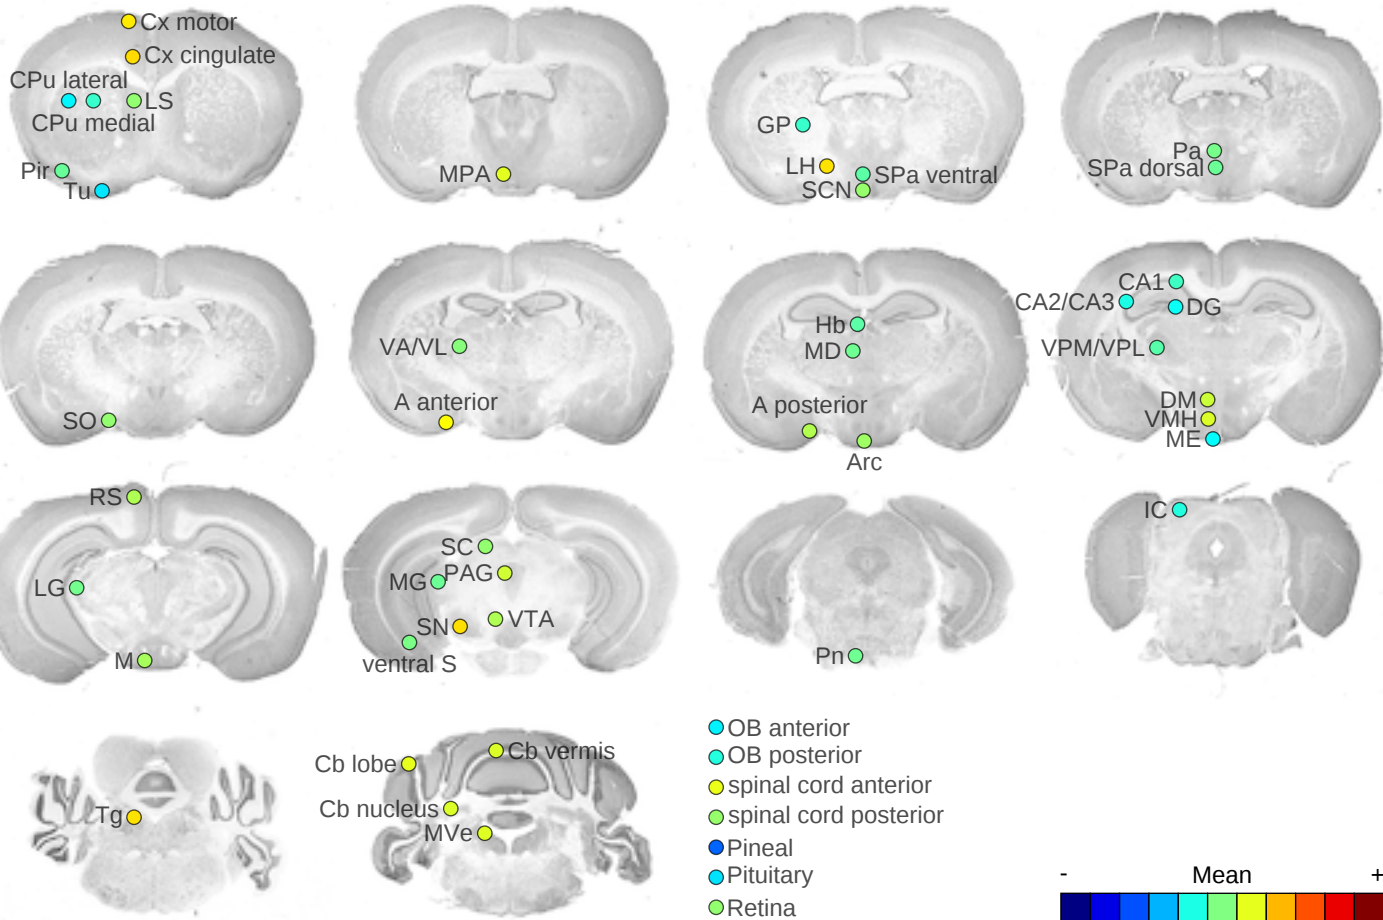 Cx motor
Cx cingulate
CPu lateral
LS
CPu medial
Pir
Tu
MPA
GP
LH
SPa ventral
SCN
Pa
SPa dorsal
SO
VA/VL
A anterior
Hb
MD
A posterior
Arc
CA1
CA2/CA3
DG
VPM/VPL
DM
VMH
ME
RS
LG
M
SC
MG
PAG
SN
VTA
ventral S
Pn
IC
Tg
Cb lobe
Cb vermis
Cb nucleus
MVe
OB anterior
OB posterior
spinal cord anterior
spinal cord posterior
Pineal
Pituitary
Retina
- Mean +